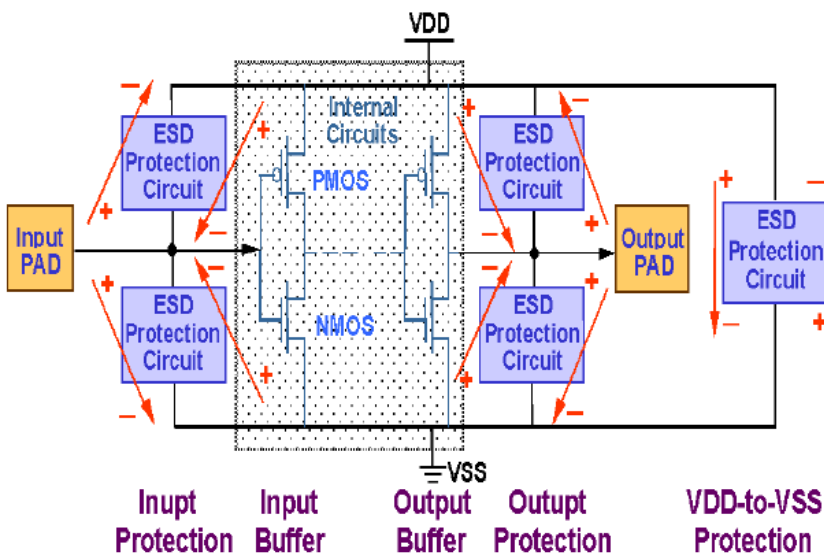 VDD
Internal
Circuits
ESD
Protection
Circuit
ESD
Protection
Circuit
PMOS
Input
PAD
Output
PAD
ESD
Protection
Circuit
ESD
Protection
Circuit
NMOS
ESD
Protection
Circuit
VSS
Inupt
Protection
Input
Buffer
Output
Buffer
Outupt
Protection
VDD-to-VSS
Protection